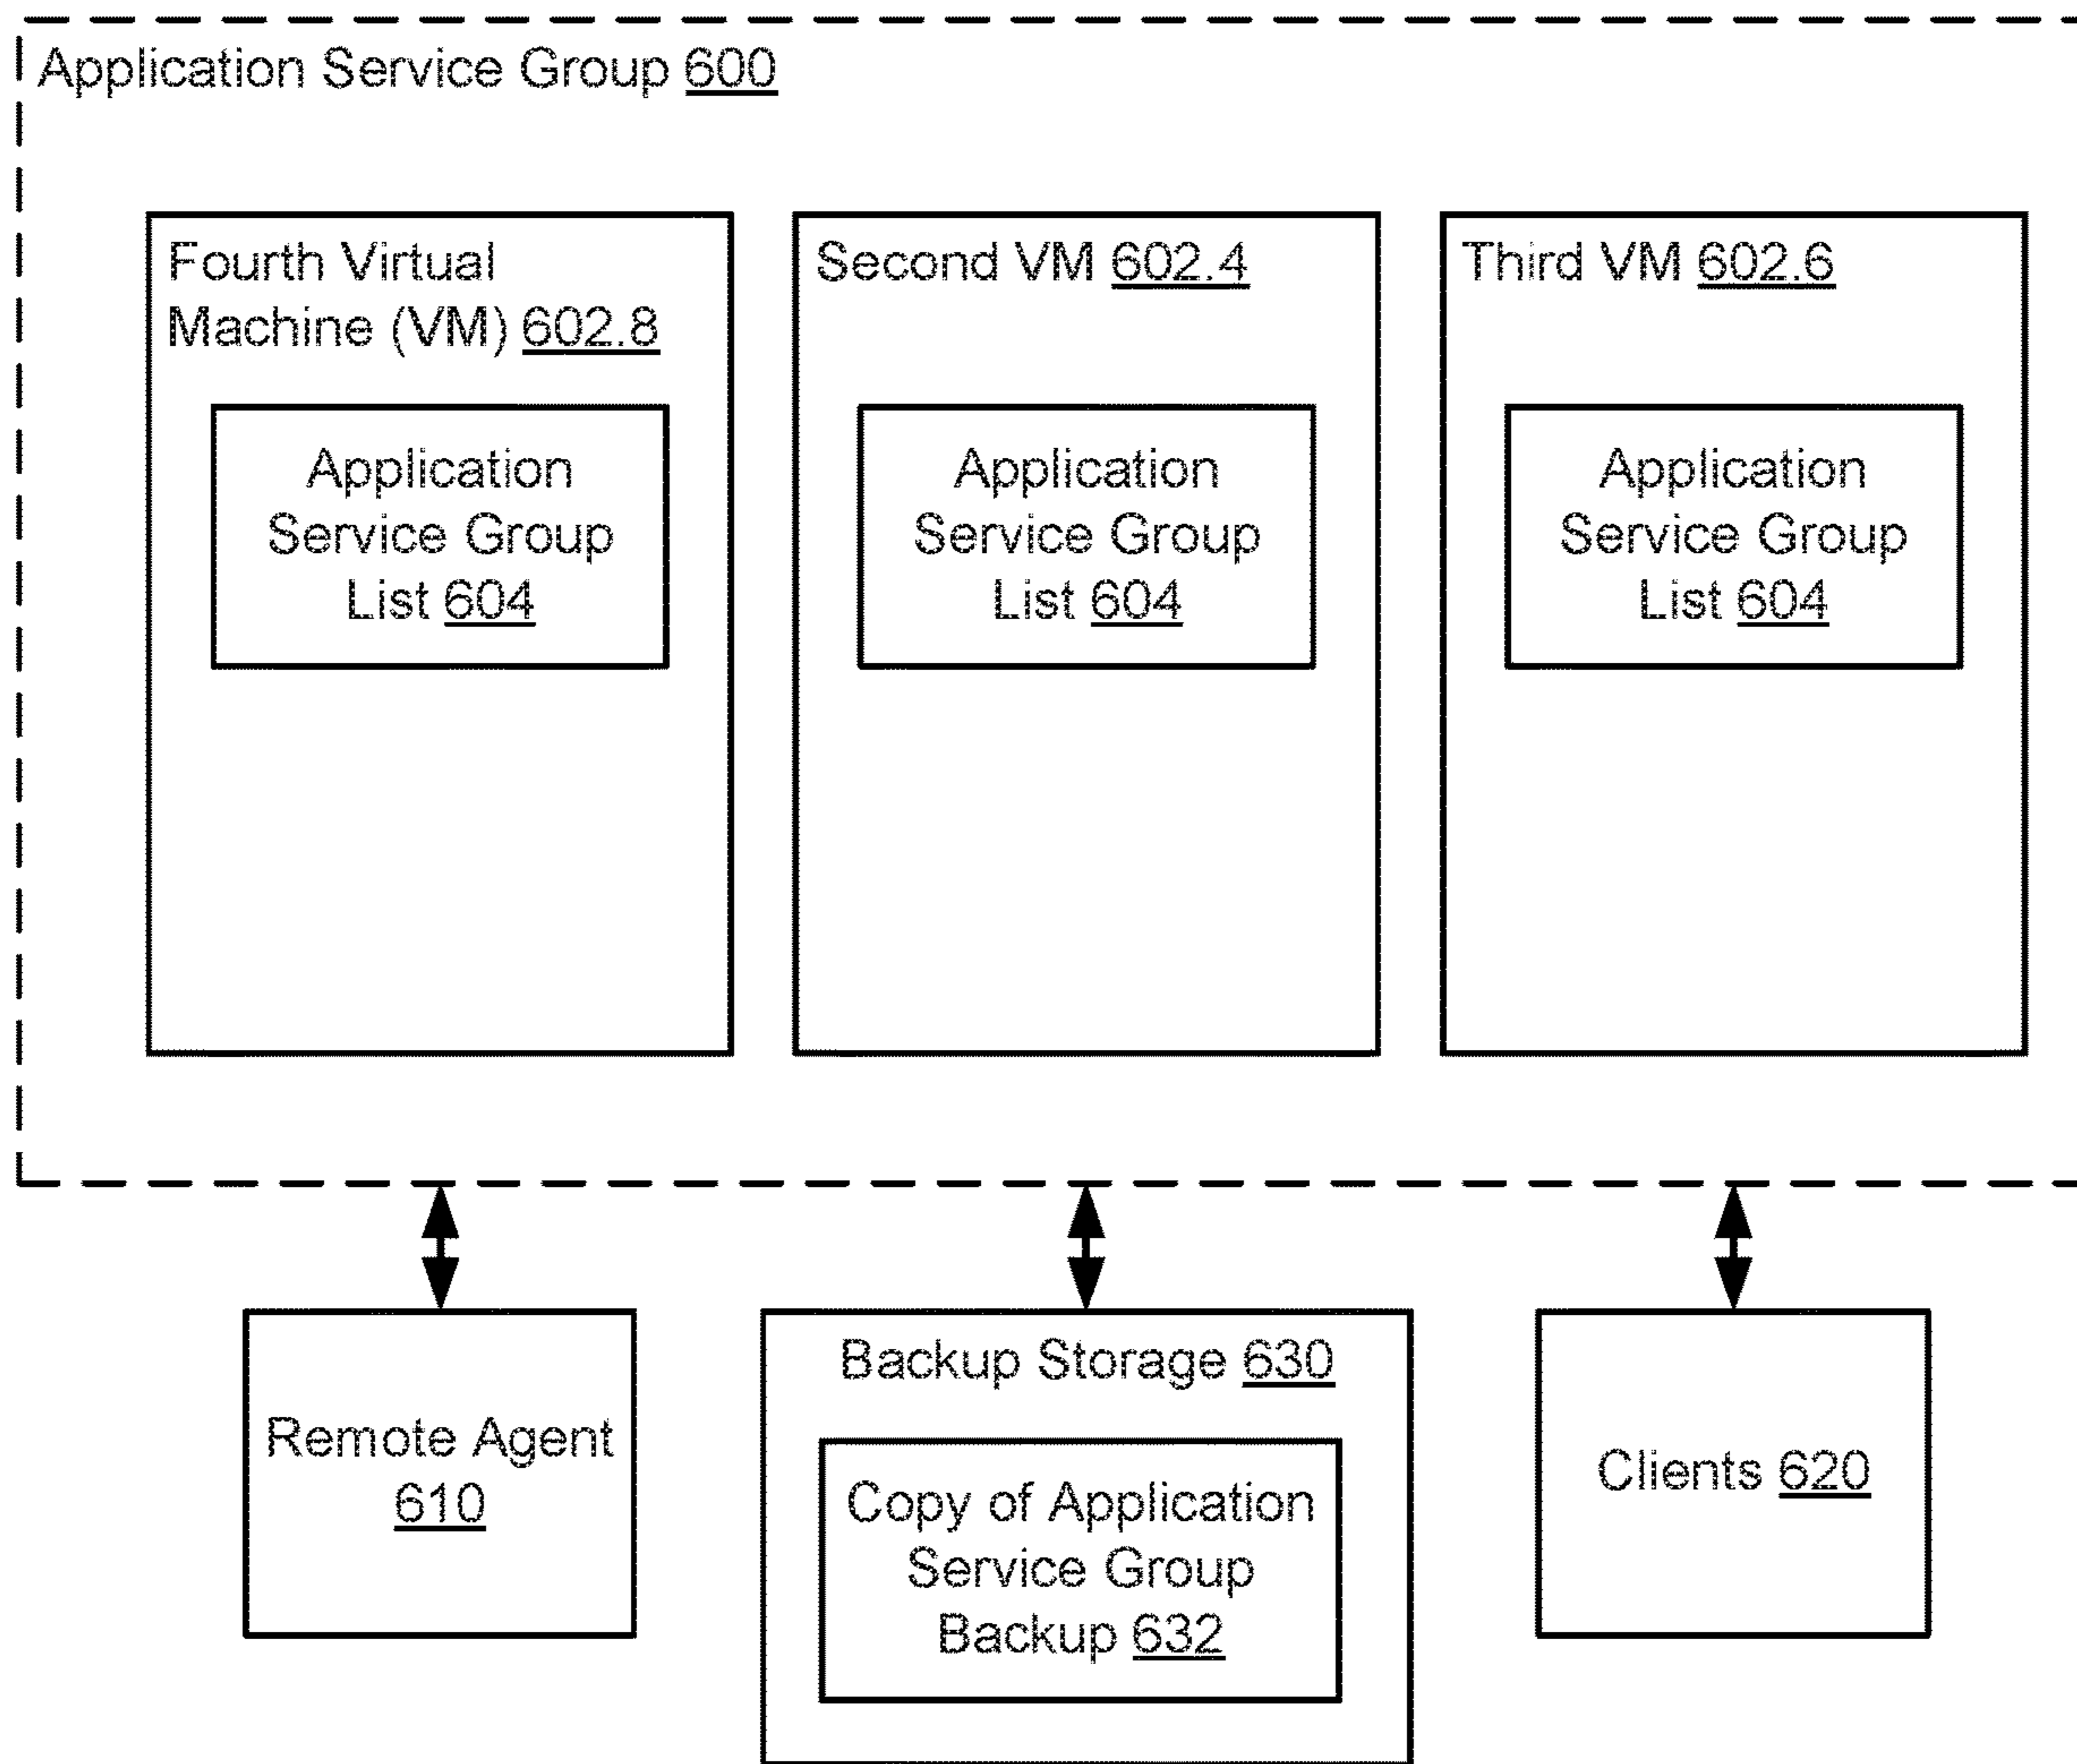 Application Service Group 600
Fourth Virtual
Machine (VM) 602.8
Application
Service Group
List 604
Second VM 602.4
Application
Service Group
List 604
Third VM 602.6
Application
Service Group
List 604
Remote Agent
610
Backup Storage 630
Copy of Application
Service Group
Backup 632
Clients 620